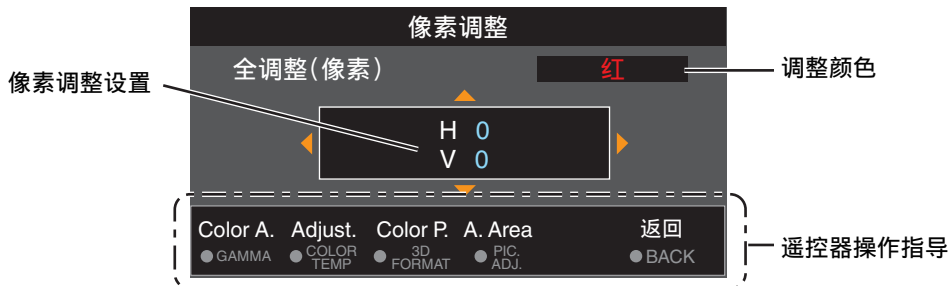 像素调整
全调整(像素)
红
调整颜色
像素调整设置
H 0
V 0
Color A. Adjust. Color P. A. Area 返回
GAMMA COLOR TEMP 3D FORMAT PIC. ADJ. BACK
遥控器操作指导